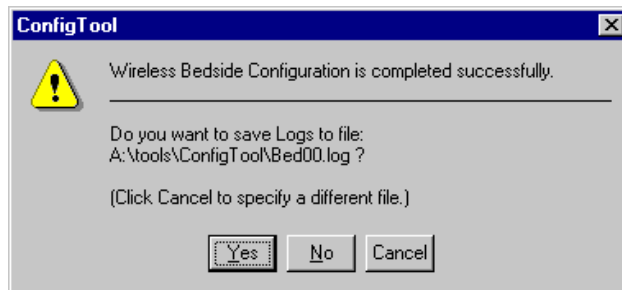 ConfigTool
Wireless Bedside Configuration is completed successfully.
Do you want to save Logs to file:
A:\tools\ConfigTool\Bed00.log ?
(Click Cancel to specify a different file.)
Yes No Cancel